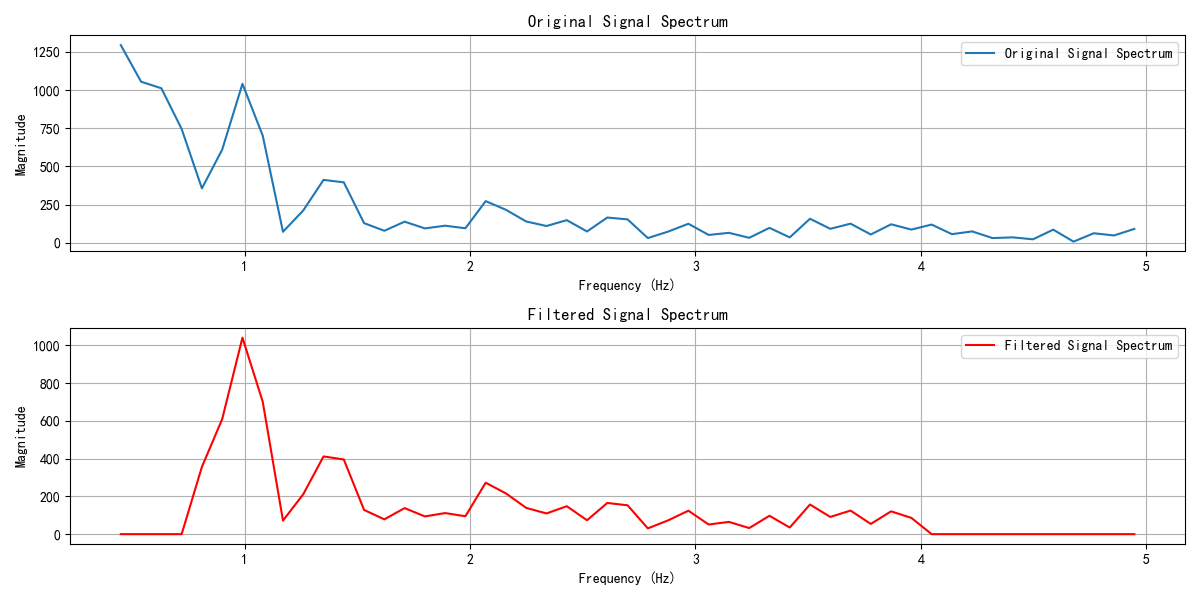 Original Signal Spectrum
Original Signal Spectrum
1250
1000
750
500
250
0
Magnitude
1 2 3 4 5
Frequency (Hz)
Filtered Signal Spectrum
Filtered Signal Spectrum
1000
800
600
400
200
0
Magnitude
1 2 3 4 5
Frequency (Hz)